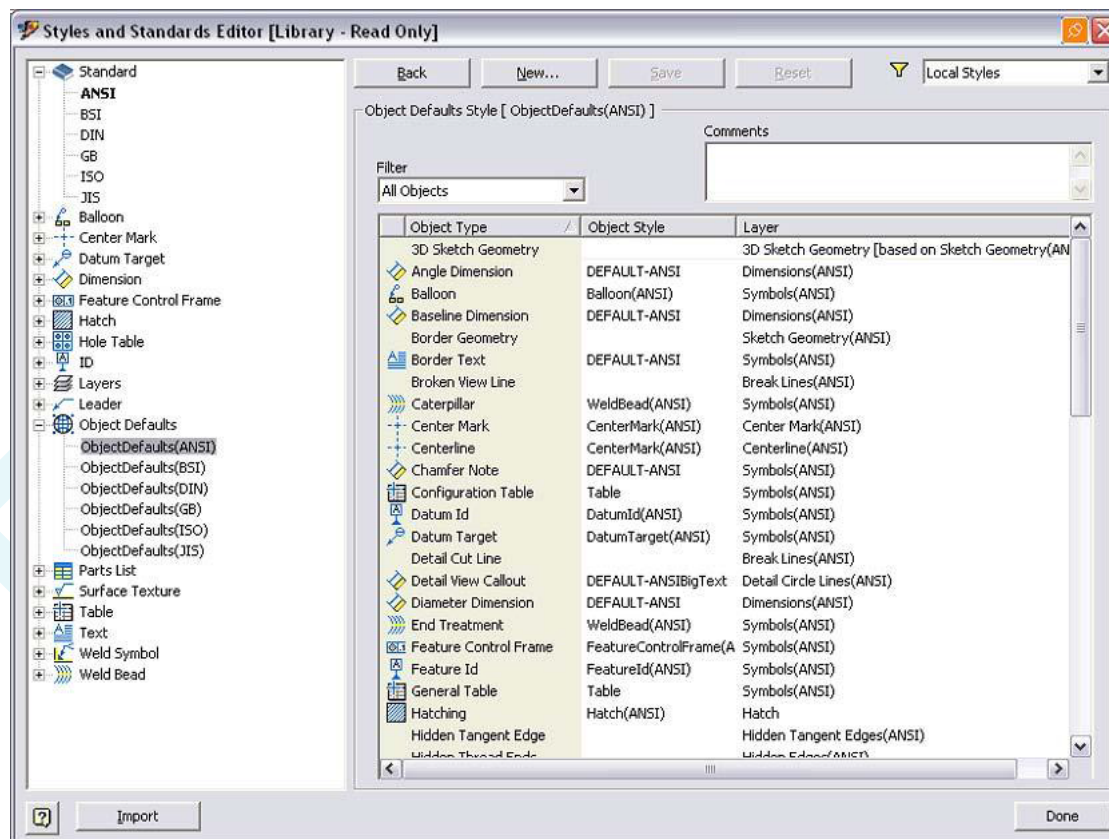 Styles and Standards Editor [Library - Read Only]
Standard
ANSI
BSI
DIN
GB
ISO
JIS
Balloon
Center Mark
Datum Target
Dimension
Feature Control Frame
Hatch
Hole Table
ID
Layers
Leader
Object Defaults
ObjectDefaults(ANSI)
ObjectDefaults(BSI)
ObjectDefaults(DIN)
ObjectDefaults(GB)
ObjectDefaults(ISO)
ObjectDefaults(JIS)
Parts List
Surface Texture
Table
Text
Weld Symbol
Weld Bead
Back New... Save Reset Local Styles
Object Defaults Style [ ObjectDefaults(ANSI) ]
Comments
Filter
All Objects
Object Type Object Style Layer
3D Sketch Geometry 3D Sketch Geometry [based on Sketch Geometry(AN
Angle Dimension DEFAULT-ANSI Dimensions(ANSI)
Balloon Balloon(ANSI) Symbols(ANSI)
Baseline Dimension DEFAULT-ANSI Dimensions(ANSI)
Border Geometry Sketch Geometry(ANSI)
Border Text DEFAULT-ANSI Symbols(ANSI)
Broken View Line Break Lines(ANSI)
Caterpillar WeldBead(ANSI) Symbols(ANSI)
Center Mark CenterMark(ANSI) Center Mark(ANSI)
Centerline CenterMark(ANSI) Centerline(ANSI)
Chamfer Note DEFAULT-ANSI Symbols(ANSI)
Configuration Table Table Symbols(ANSI)
Datum Id DatumId(ANSI) Symbols(ANSI)
Datum Target DatumTarget(ANSI) Symbols(ANSI)
Detail Cut Line Break Lines(ANSI)
Detail View Callout DEFAULT-ANSIBigText Detail Circle Lines(ANSI)
Diameter Dimension DEFAULT-ANSI Dimensions(ANSI)
End Treatment WeldBead(ANSI) Symbols(ANSI)
Feature Control Frame FeatureControlFrame(A Symbols(ANSI)
Feature Id FeatureId(ANSI) Symbols(ANSI)
General Table Table Symbols(ANSI)
Hatching Hatch(ANSI) Hatch
Hidden Tangent Edge Hidden Tangent Edges(ANSI)
Hidden Thread Ends Hidden Edges(ANSI)
Import Done